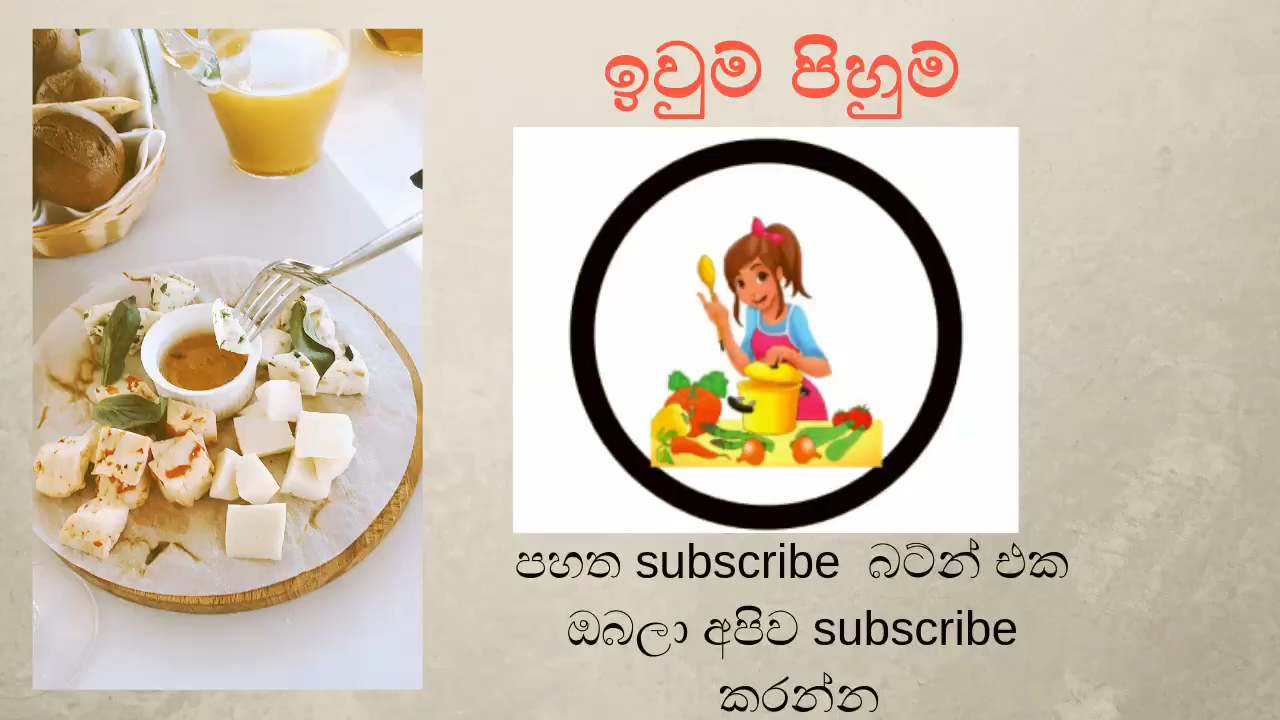 ඉවුම් පිහුම්
පහත subscribe බටන් එක
ඔබලා අපිව subscribe
කරන්න